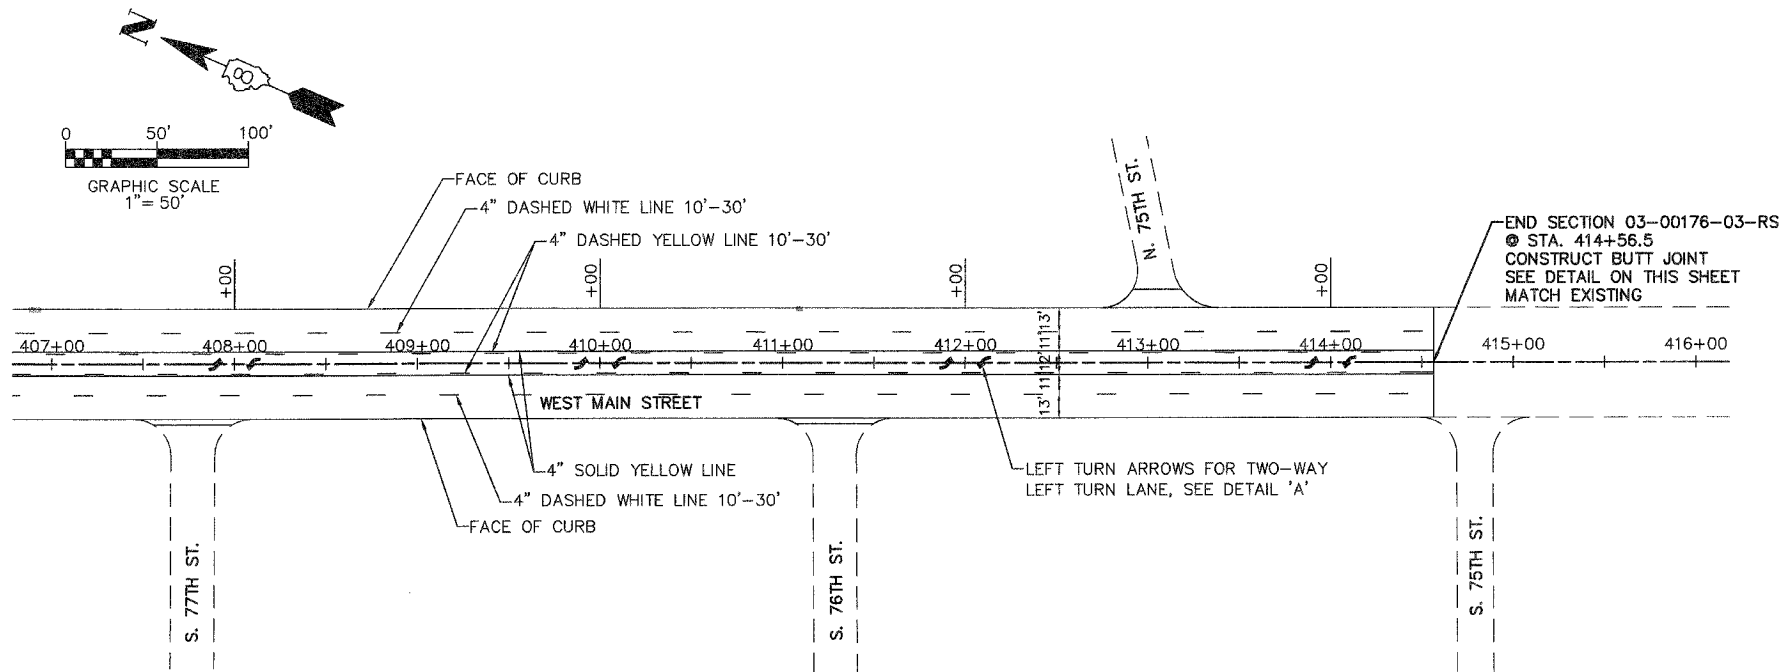 N
8
0 50' 100'
GRAPHIC SCALE
1"= 50'
FACE OF CURB
4" DASHED WHITE LINE 10'-30'
4" DASHED YELLOW LINE 10'-30'
N. 75TH ST.
END SECTION 03-00176-03-RS
@ STA. 414+56.5
CONSTRUCT BUTT JOINT
SEE DETAIL ON THIS SHEET
MATCH EXISTING
+00 +00 +00 +00
407+00 408+00 409+00 410+00 411+00 412+00 413+00 414+00 415+00 416+00
13' 11' 12' 11' 13'
WEST MAIN STREET
4" SOLID YELLOW LINE
4" DASHED WHITE LINE 10'-30'
FACE OF CURB
LEFT TURN ARROWS FOR TWO-WAY
LEFT TURN LANE, SEE DETAIL 'A'
S. 77TH ST.
S. 76TH ST.
S. 75TH ST.